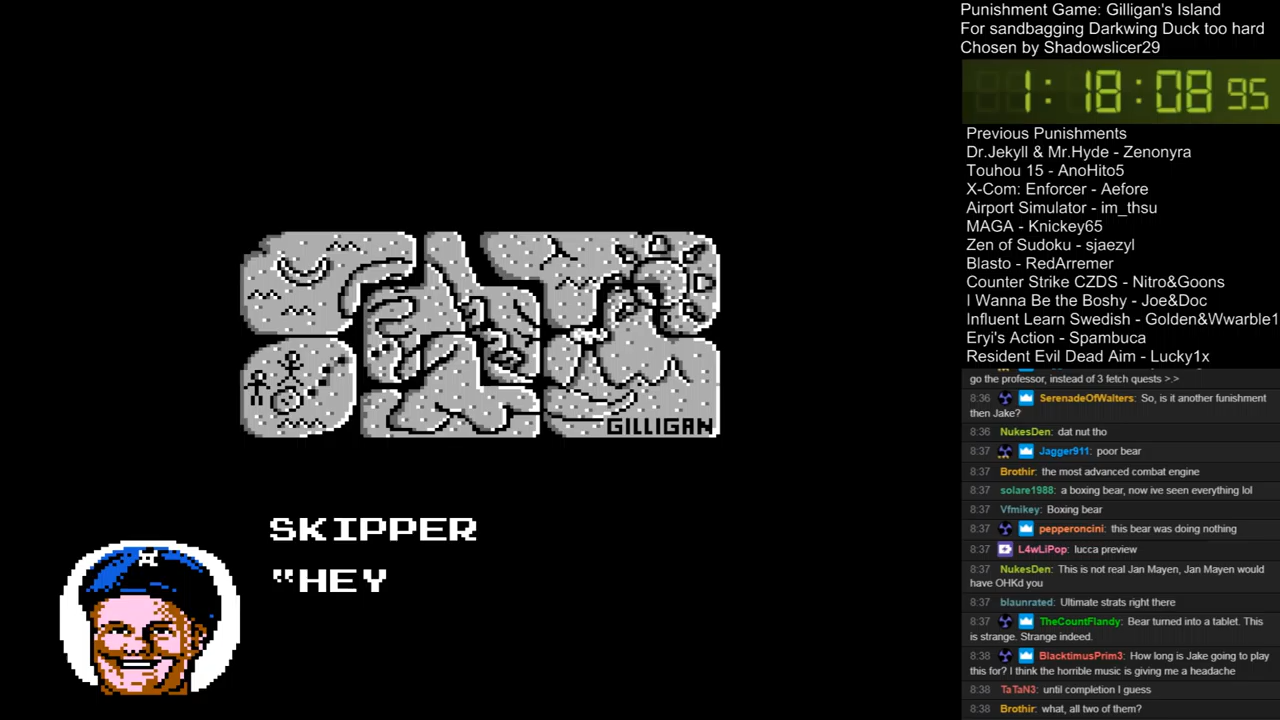 Punishment Game: Gilligan's Island
For sandbagging Darkwing Duck too hard
Chosen by Shadowslicer29
1:18:08 95
Previous Punishments
Dr.Jekyll & Mr.Hyde - Zenonyra
Touhou 15 - AnoHito5
X-Com: Enforcer - Aefore
Airport Simulator - im_thsu
MAGA - Knickey65
Zen of Sudoku - sjaezyl
Blasto - RedArremer
Counter Strike CZDS - Nitro&Goons
I Wanna Be the Boshy - Joe&Doc
Influent Learn Swedish - Golden&Wwarble1
Eryi's Action - Spambuca
Resident Evil Dead Aim - Lucky1x
go the professor, instead of 3 fetch quests >.>
8:36 SerenadeOfWalters: So, is it another funishment
then Jake?
8:36 NukesDen: dat nut tho
8:37 Jagger911: poor bear
8:37 Brothir: the most advanced combat engine
8:37 solare1988: a boxing bear, now ive seen everything lol
8:37 Vfmikey: Boxing bear
8:37 pepperoncini: this bear was doing nothing
8:37 L4wLiPop: lucca preview
8:37 NukesDen: This is not real Jan Mayen, Jan Mayen would
have OHKd you
8:37 blaunrated: Ultimate strats right there
8:37 TheCountFlandy: Bear turned into a tablet. This
is strange. Strange indeed.
8:38 BlacktimusPrim3: How long is Jake going to play
this for? I think the horrible music is giving me a headache
8:38 TaTaN3: until completion I guess
8:38 Brothir: what, all two of them?
GILLIGAN
SKIPPER
"HEY